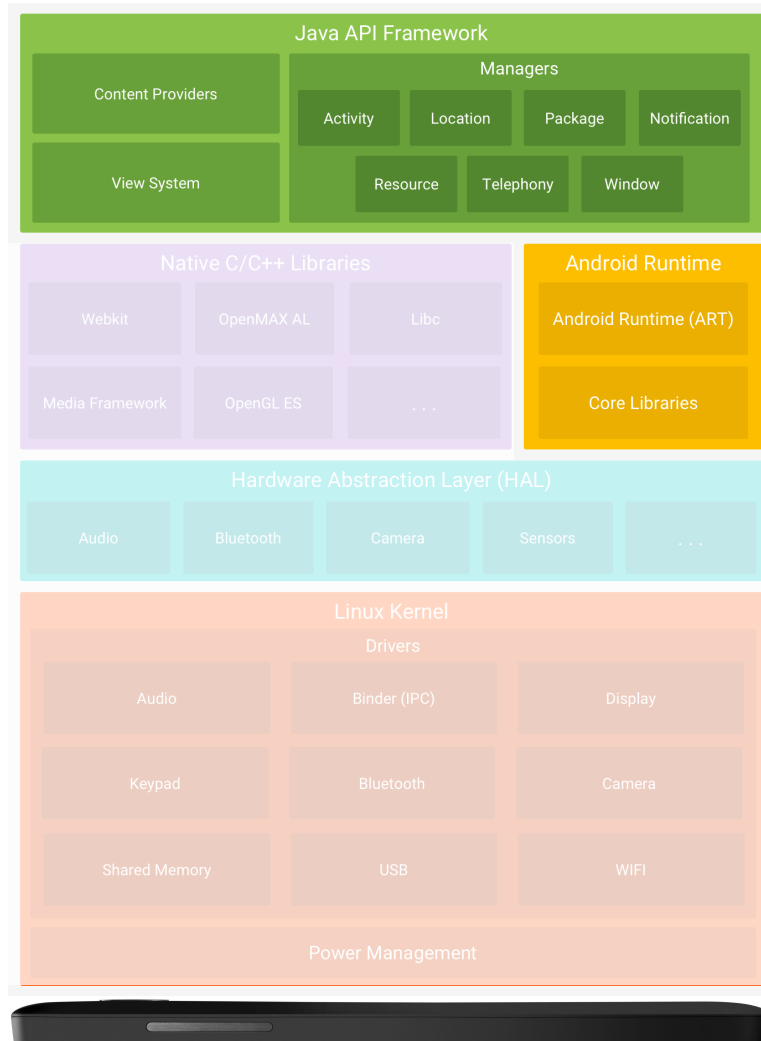 Java API Framework
Content Providers
View System
Managers
Activity
Location
Package
Notification
Resource
Telephony
Window
Native C/C++ Libraries
Webkit
OpenMAX AL
Libc
Media Framework
OpenGL ES
. . .
Android Runtime
Android Runtime (ART)
Core Libraries
Hardware Abstraction Layer (HAL)
Audio
Bluetooth
Camera
Sensors
. . .
Linux Kernel
Drivers
Audio
Binder (IPC)
Display
Keypad
Bluetooth
Camera
Shared Memory
USB
WIFI
Power Management